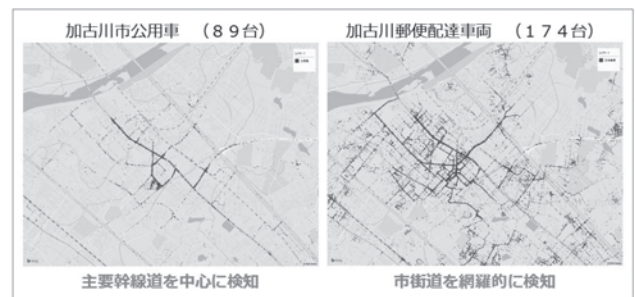 加古川市公用車　（８９台）
加古川郵便配達車両　（１７４台）
主要幹線道を中心に検知
市街道を網羅的に検知